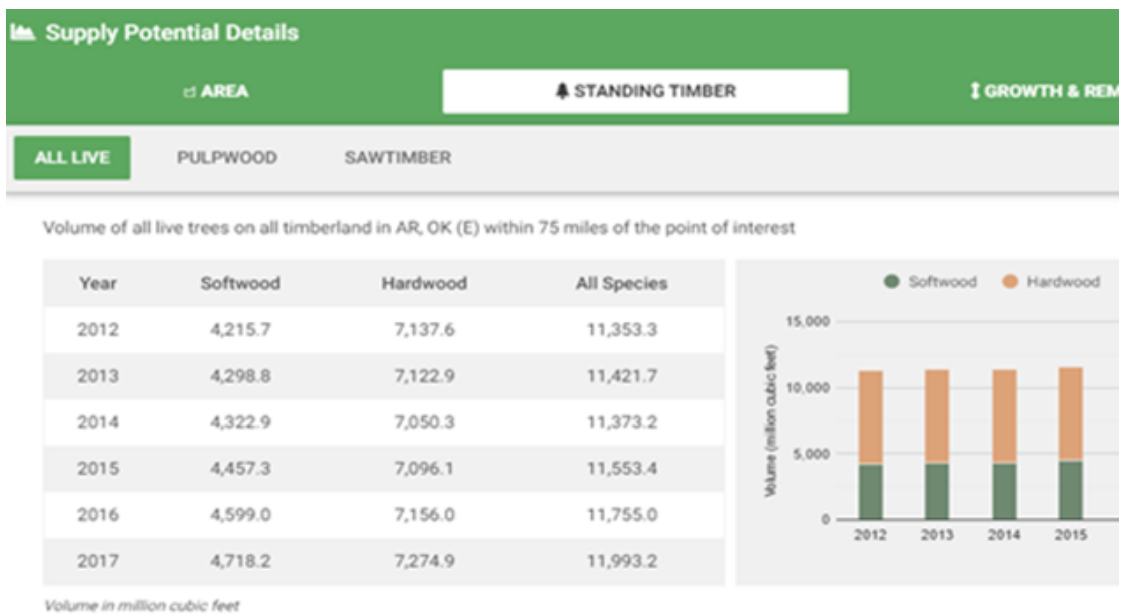 Supply Potential Details
AREA STANDING TIMBER GROWTH & REM
ALL LIVE PULPWOOD SAWTIMBER
Volume of all live trees on all timberland in AR, OK (E) within 75 miles of the point of interest
Year Softwood Hardwood All Species
2012 4,215.7 7,137.6 11,353.3
2013 4,298.8 7,122.9 11,421.7
2014 4,322.9 7,050.3 11,373.2
2015 4,457.3 7,096.1 11,553.4
2016 4,599.0 7,156.0 11,755.0
2017 4,718.2 7,274.9 11,993.2
Volume in million cubic feet
Softwood Hardwood
Volume (million cubic feet)
15,000
10,000
5,000
0
2012 2013 2014 2015